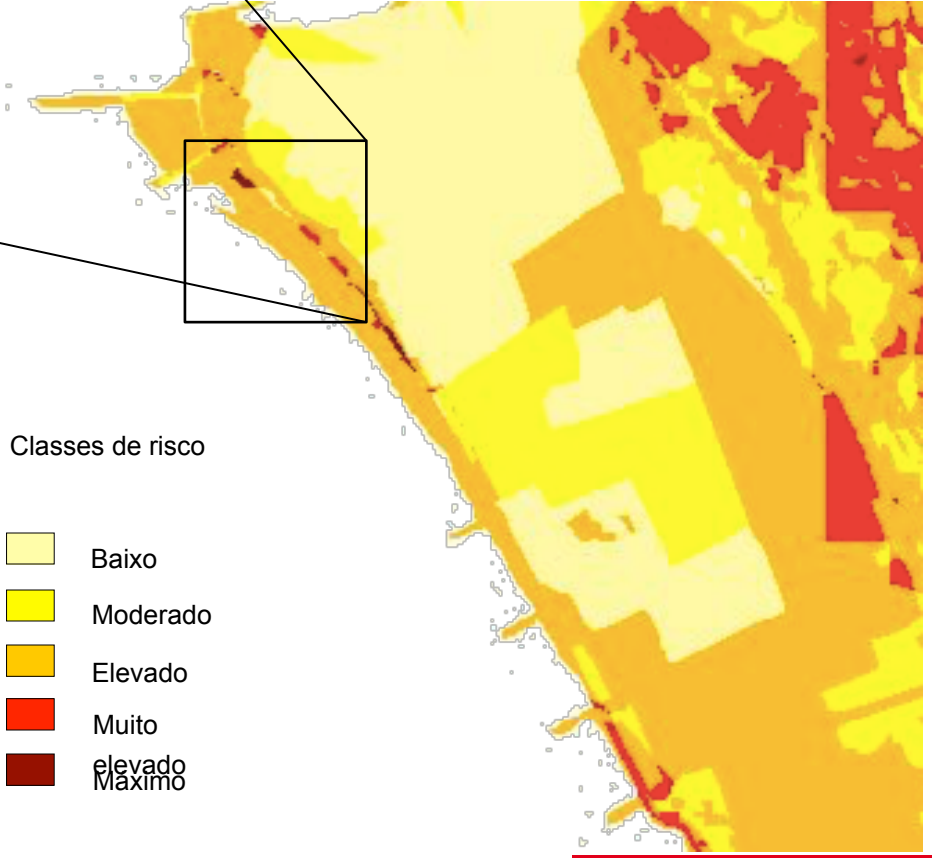 Classes de risco
Baixo
Moderado
Elevado
Muito
elevado
Máximo